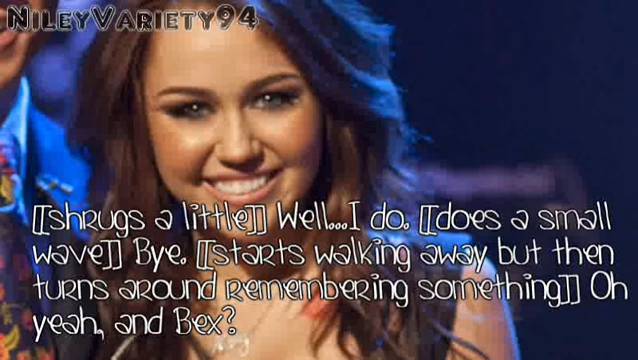 NileyVariety94
[[shrugs a little]] Well...I do. [[does a small
wave]] Bye. [[starts walking away but then
turns around remembering something]] Oh
yeah, and Bex?